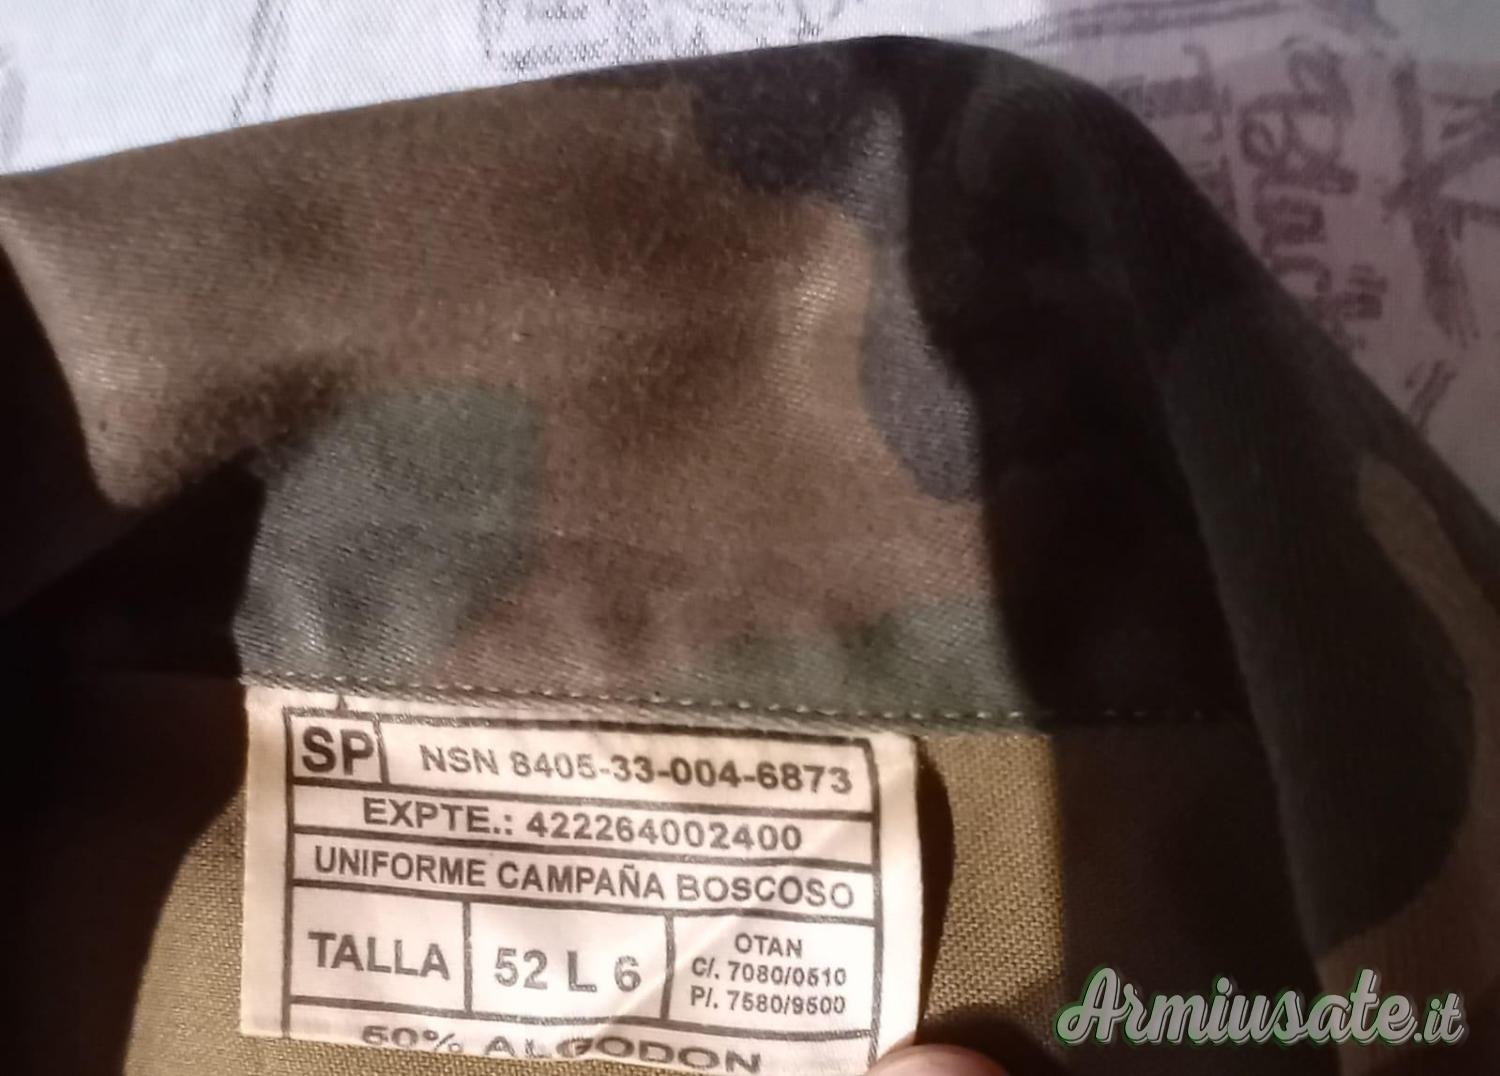 SP NSN 8405-33-004-6873
EXPTE.: 422264002400
UNIFORME CAMPAÑA BOSCOSO
TALLA 52 L 6
OTAN
C/. 7080/0510
P/. 7580/9500
60% ALGODON
Armiusate.it